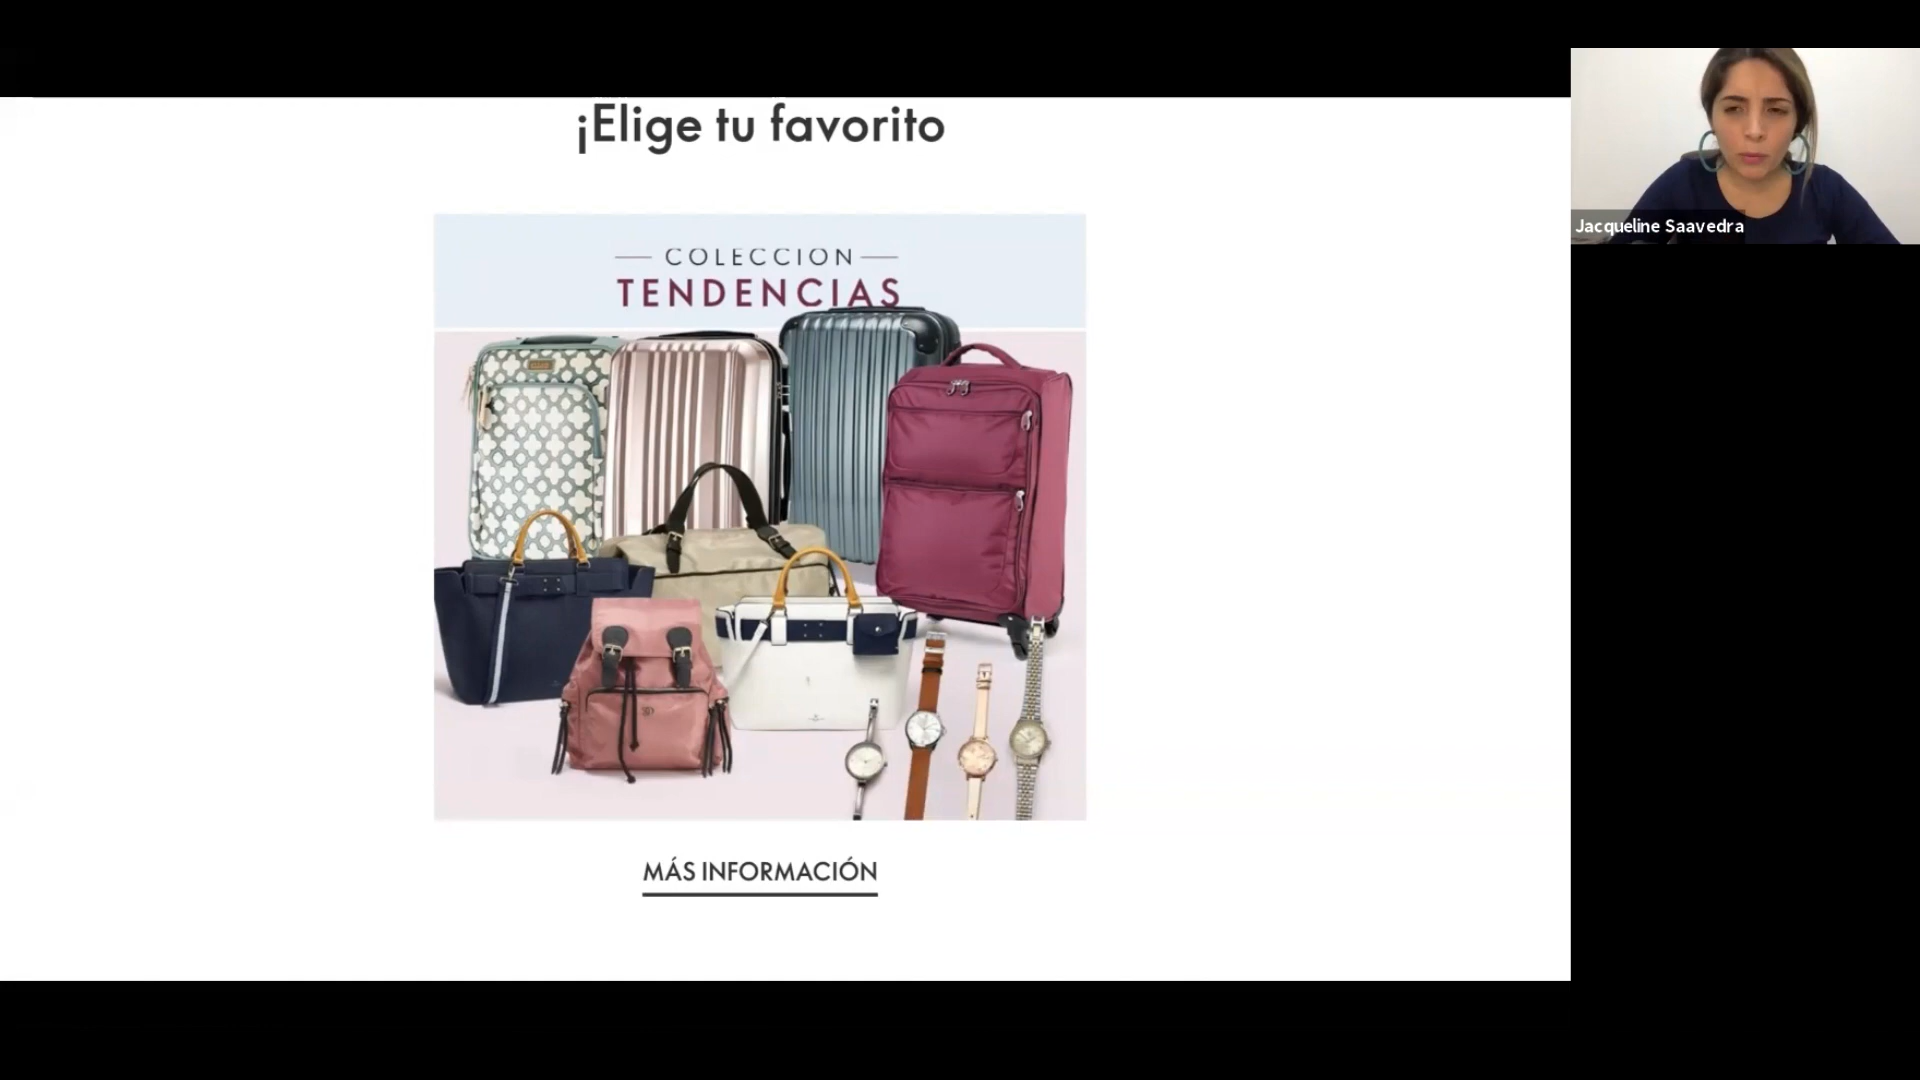 ¡Elige tu favorito
COLECCION
TENDENCIAS
MÁS INFORMACIÓN
Jacqueline Saavedra